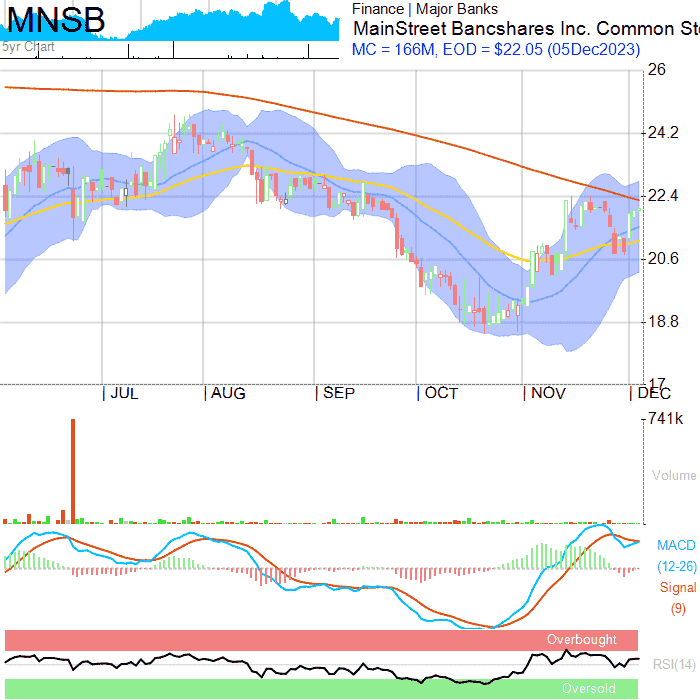 MNSB
5yr Chart
Finance | Major Banks
MainStreet Bancshares Inc. Common Sto
MC = 166M, EOD = $22.05 (05Dec2023)
26
24.2
22.4
20.6
18.8
17
JUL AUG SEP OCT NOV DEC
741k
Volume
MACD
(12-26)
Signal
(9)
Overbought
RSI(14)
Oversold